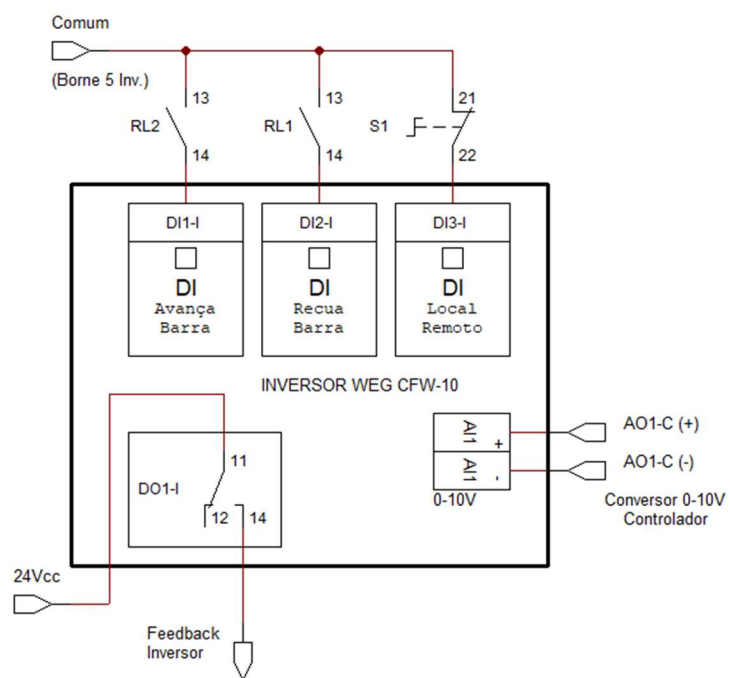 Comum
(Borne 5 Inv.)
13
13
21
RL2
RL1
S1
14
14
22
DI1-I
DI2-I
DI3-I
DI
DI
DI
Avança
Barra
Recua
Barra
Local
Remoto
INVERSOR WEG CFW-10
AI1 +
AO1-C (+)
AI1 -
AO1-C (-)
0-10V
Conversor 0-10V
Controlador
11
DO1-I
12
14
24Vcc
Feedback
Inversor